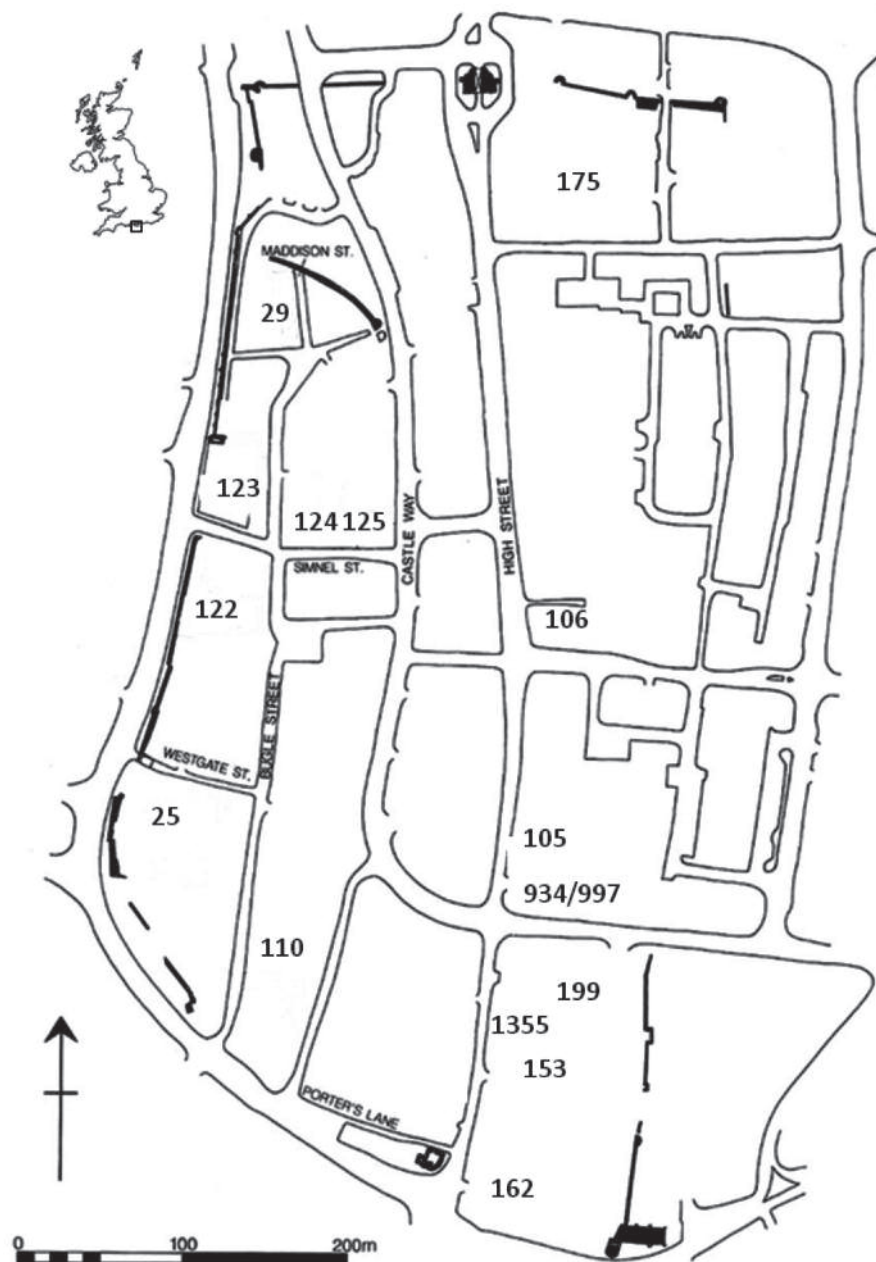 175
MADDISON ST.
29
123
124 125
CASTLE WAY
HIGH STREET
SIMNEL ST.
122
106
BUGLE STREET
WESTGATE ST.
25
105
934/997
110
199
1355
153
PORTER'S LANE
162
0 100 200m